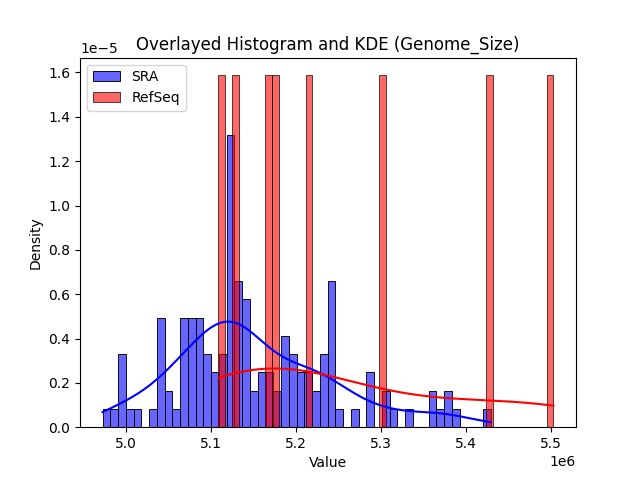 Overlayed Histogram and KDE (Genome_Size)
1e−5
SRA
RefSeq
1.6
1.4
1.2
1.0
0.8
0.6
0.4
0.2
0.0
Density
5.0 5.1 5.2 5.3 5.4 5.5
Value
1e6